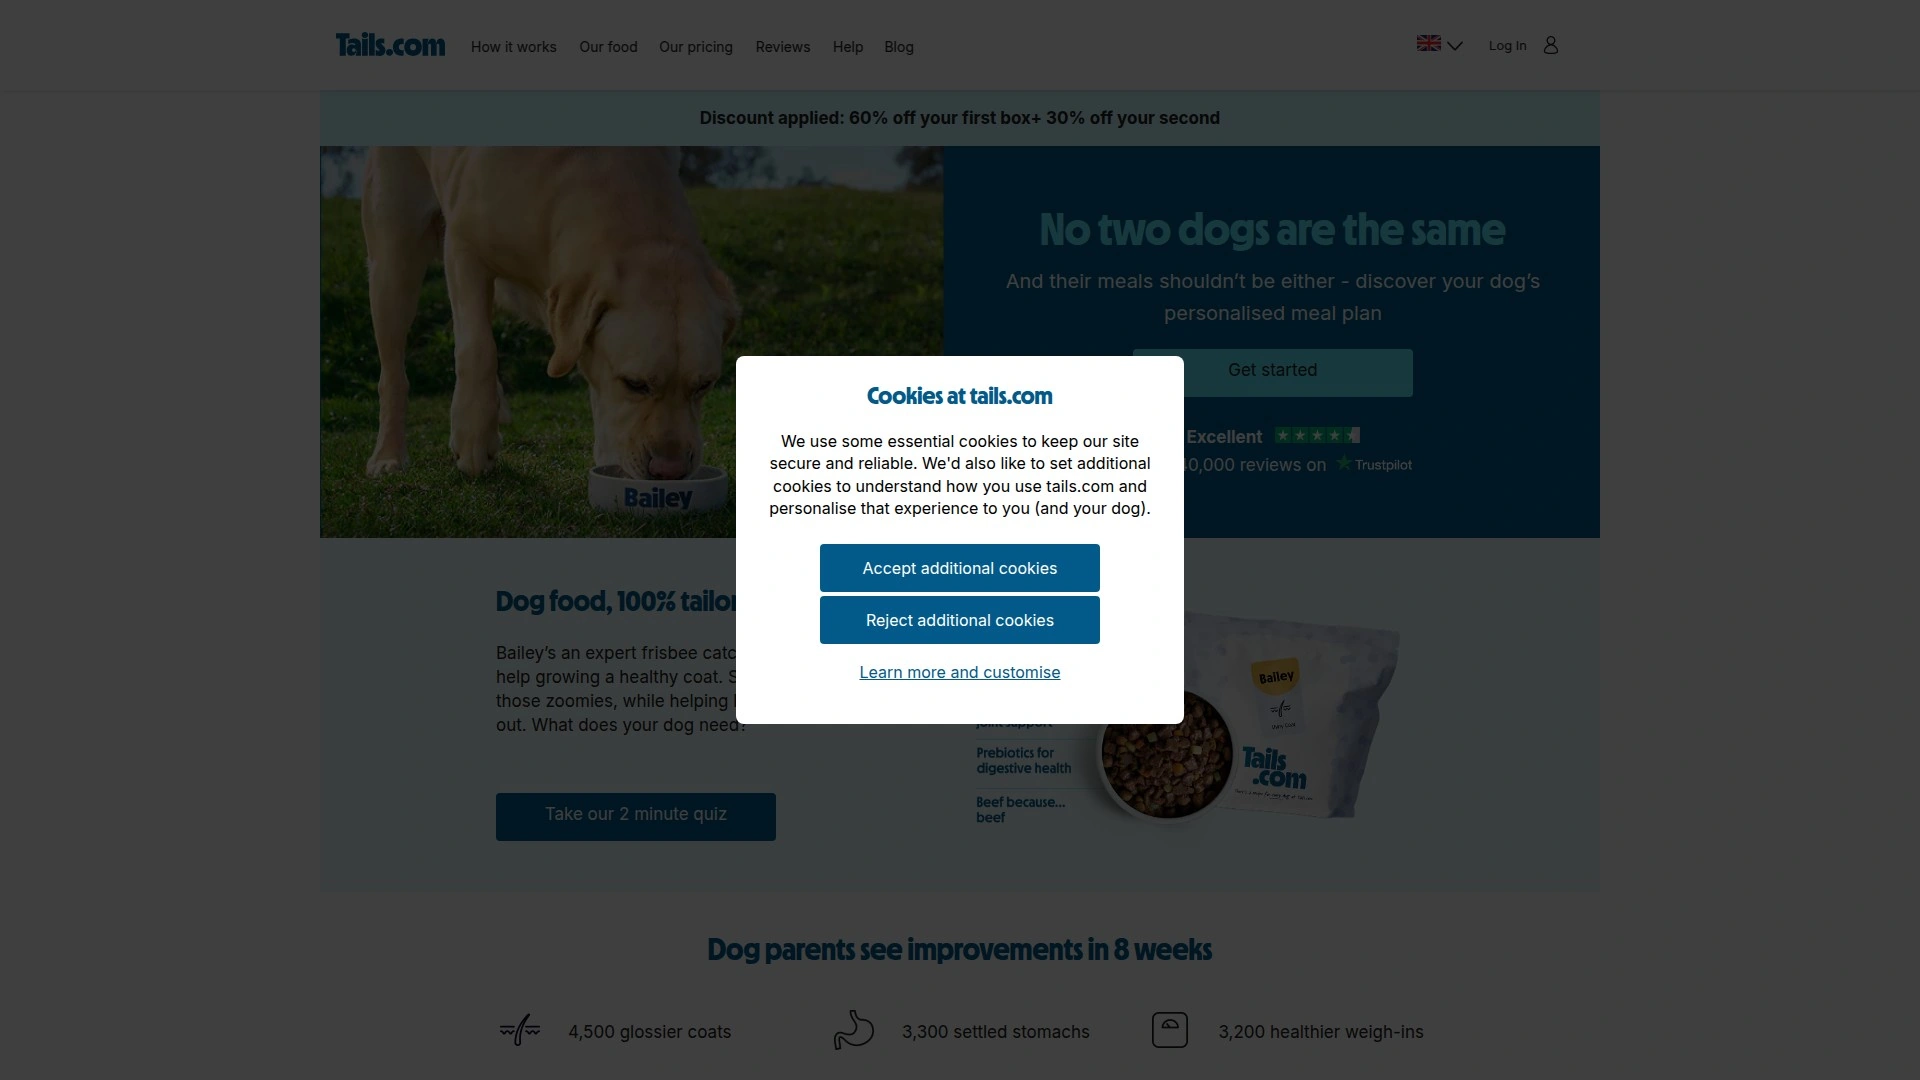 Tails.com
How it works
Our food
Our pricing
Reviews
Help
Blog
Log In
Discount applied: 60% off your first box+ 30% off your second
No two dogs are the same
And their meals shouldn’t be either - discover your dog’s
personalised meal plan
Get started
Excellent
40,000 reviews on Trustpilot
Bailey
Cookies at tails.com
We use some essential cookies to keep our site
secure and reliable. We'd also like to set additional
cookies to understand how you use tails.com and
personalise that experience to you (and your dog).
Accept additional cookies
Reject additional cookies
Learn more and customise
Dog food, 100%
Bailey’s an expert frisbee
help growing a healthy coat.
those zoomies, while helping
out. What does your dog need?
Take our 2 minute quiz
joint support
Prebiotics for
digestive health
Beef because...
beef
Bailey
Tails
.com
Dog parents see improvements in 8 weeks
4,500 glossier coats
3,300 settled stomachs
3,200 healthier weigh-ins